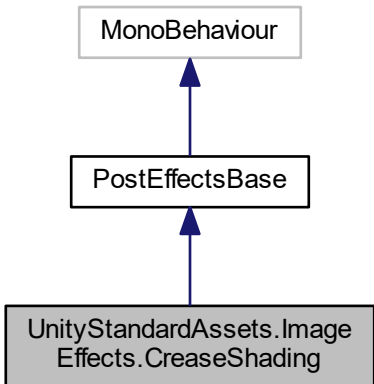 MonoBehaviour
PostEffectsBase
UnityStandardAssets.Image
Effects.CreaseShading